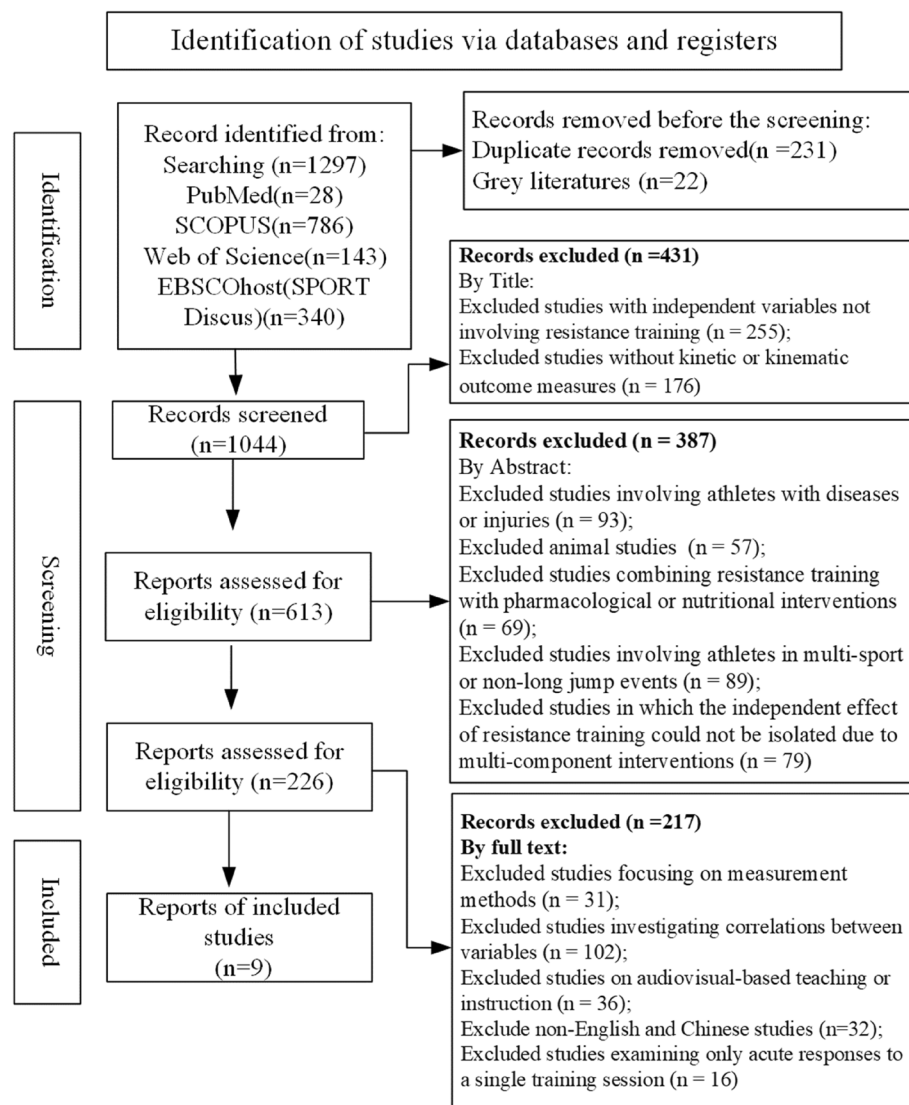 Identification of studies via databases and registers
Identification
Record identified from:
Searching (n=1297)
PubMed(n=28)
SCOPUS(n=786)
Web of Science(n=143)
EBSCOhost(SPORT
Discus)(n=340)
Records removed before the screening:
Duplicate records removed(n =231)
Grey literatures (n=22)
Records excluded (n =431)
By Title:
Excluded studies with independent variables not
involving resistance training (n = 255);
Excluded studies without kinetic or kinematic
outcome measures (n = 176)
Screening
Records screened
(n=1044)
Records excluded (n = 387)
By Abstract:
Excluded studies involving athletes with diseases
or injuries (n = 93);
Excluded animal studies (n = 57);
Excluded studies combining resistance training
with pharmacological or nutritional interventions
(n = 69);
Excluded studies involving athletes in multi-sport
or non-long jump events (n = 89);
Excluded studies in which the independent effect
of resistance training could not be isolated due to
multi-component interventions (n = 79)
Reports assessed for
eligibility (n=613)
Reports assessed for
eligibility (n=226)
Records excluded (n =217)
By full text:
Excluded studies focusing on measurement
methods (n = 31);
Excluded studies investigating correlations between
variables (n = 102);
Excluded studies on audiovisual-based teaching or
instruction (n = 36);
Exclude non-English and Chinese studies (n=32);
Excluded studies examining only acute responses to
a single training session (n = 16)
Included
Reports of included
studies
(n=9)